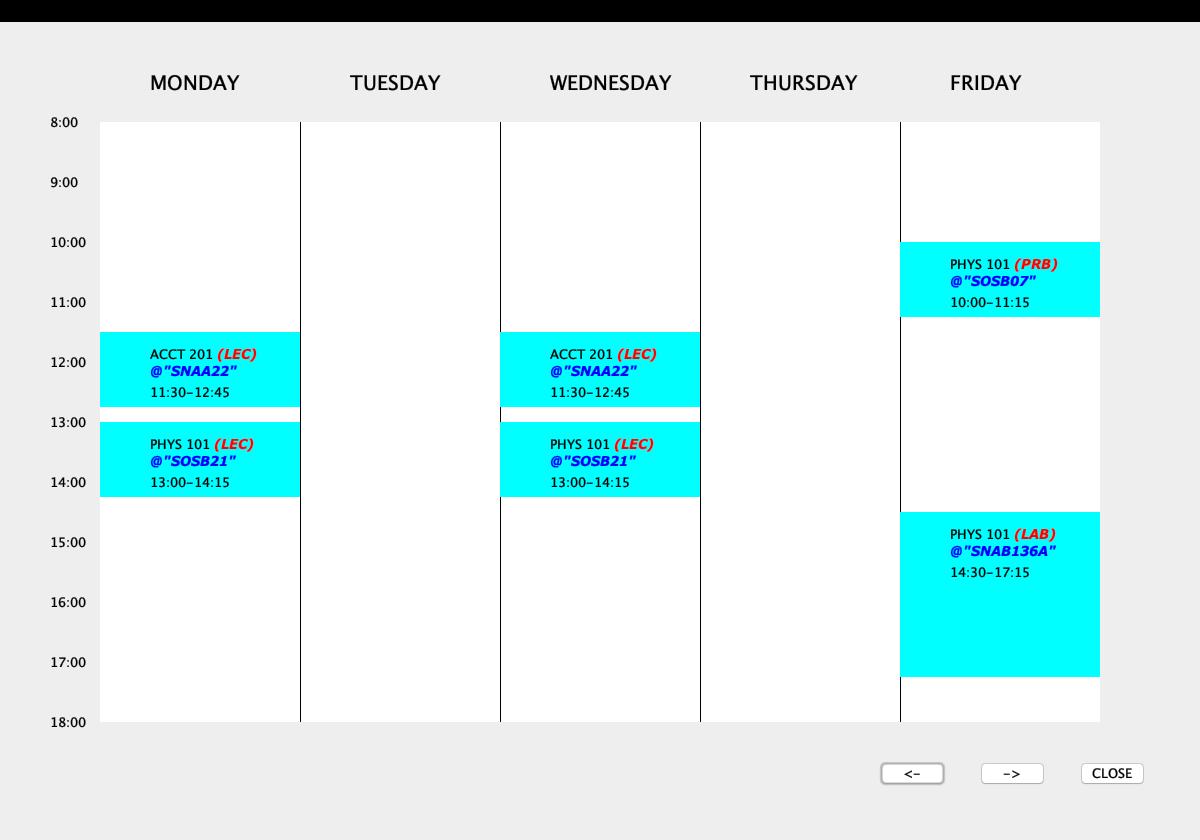 MONDAY TUESDAY WEDNESDAY THURSDAY FRIDAY
8:00
9:00
10:00
11:00
12:00
13:00
14:00
15:00
16:00
17:00
18:00
ACCT 201 (LEC)
@"SNAA22"
11:30-12:45
PHYS 101 (LEC)
@"SOSB21"
13:00-14:15
ACCT 201 (LEC)
@"SNAA22"
11:30-12:45
PHYS 101 (LEC)
@"SOSB21"
13:00-14:15
PHYS 101 (PRB)
@"SOSB07"
10:00-11:15
PHYS 101 (LAB)
@"SNAB136A"
14:30-17:15
<- -> CLOSE